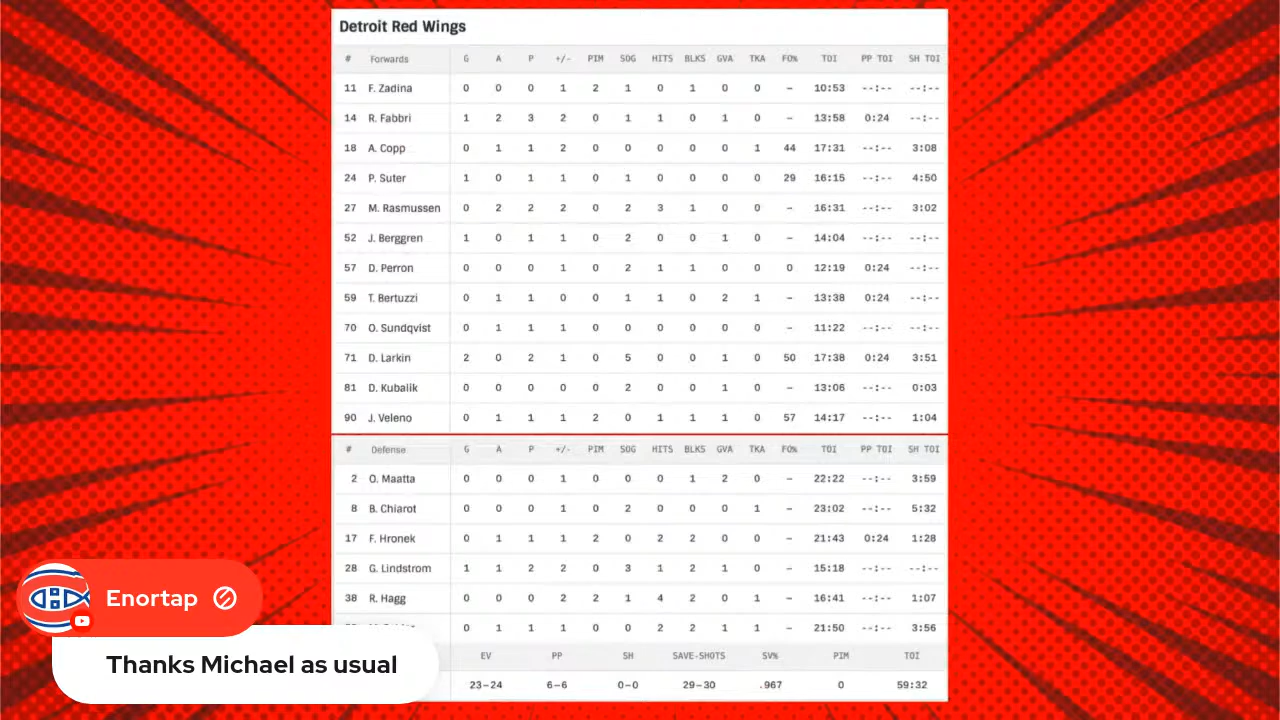 Detroit Red Wings
# Forwards G A P +/- PIM SOG HITS BLKS GVA TKA FO% TOI PP TOI SH TOI
11 F. Zadina 0 0 0 1 2 1 0 1 0 0 – 10:53 --:-- --:--
14 R. Fabbri 1 2 3 2 0 1 1 0 1 0 – 13:58 0:24 --:--
18 A. Copp 0 1 1 2 0 0 0 0 0 1 44 17:31 --:-- 3:08
24 P. Suter 1 0 1 1 0 1 0 0 0 0 29 16:15 --:-- 4:50
27 M. Rasmussen 0 2 2 2 0 2 3 1 0 0 – 16:31 --:-- 3:02
52 J. Berggren 1 0 1 1 0 2 0 0 1 0 – 14:04 --:-- --:--
57 D. Perron 0 0 0 1 0 2 1 1 0 0 0 12:19 0:24 --:--
59 T. Bertuzzi 0 1 1 0 0 1 1 0 2 1 – 13:38 0:24 --:--
70 O. Sundqvist 0 1 1 1 0 0 0 0 0 0 – 11:22 --:-- --:--
71 D. Larkin 2 0 2 1 0 5 0 0 1 0 50 17:38 0:24 3:51
81 D. Kubalik 0 0 0 0 0 2 0 0 1 0 – 13:06 --:-- 0:03
90 J. Veleno 0 1 1 1 2 0 1 1 1 0 57 14:17 --:-- 1:04
# Defense G A P +/- PIM SOG HITS BLKS GVA TKA FO% TOI PP TOI SH TOI
2 O. Maatta 0 0 0 1 0 0 0 1 2 0 – 22:22 --:-- 3:59
8 B. Chiarot 0 0 0 1 0 2 0 0 0 1 – 23:02 --:-- 5:32
17 F. Hronek 0 1 1 1 2 0 2 2 0 0 – 21:43 0:24 1:28
28 G. Lindstrom 1 1 2 2 0 3 1 2 1 0 – 15:18 --:-- --:--
38 R. Hagg 0 0 0 2 2 1 4 2 0 1 – 16:41 --:-- 1:07
0 1 1 1 0 0 2 2 1 1 – 21:50 --:-- 3:56
EV PP SH SAVE-SHOTS SV% PIM TOI
23–24 6–6 0–0 29–30 .967 0 59:32
Enortap
Thanks Michael as usual